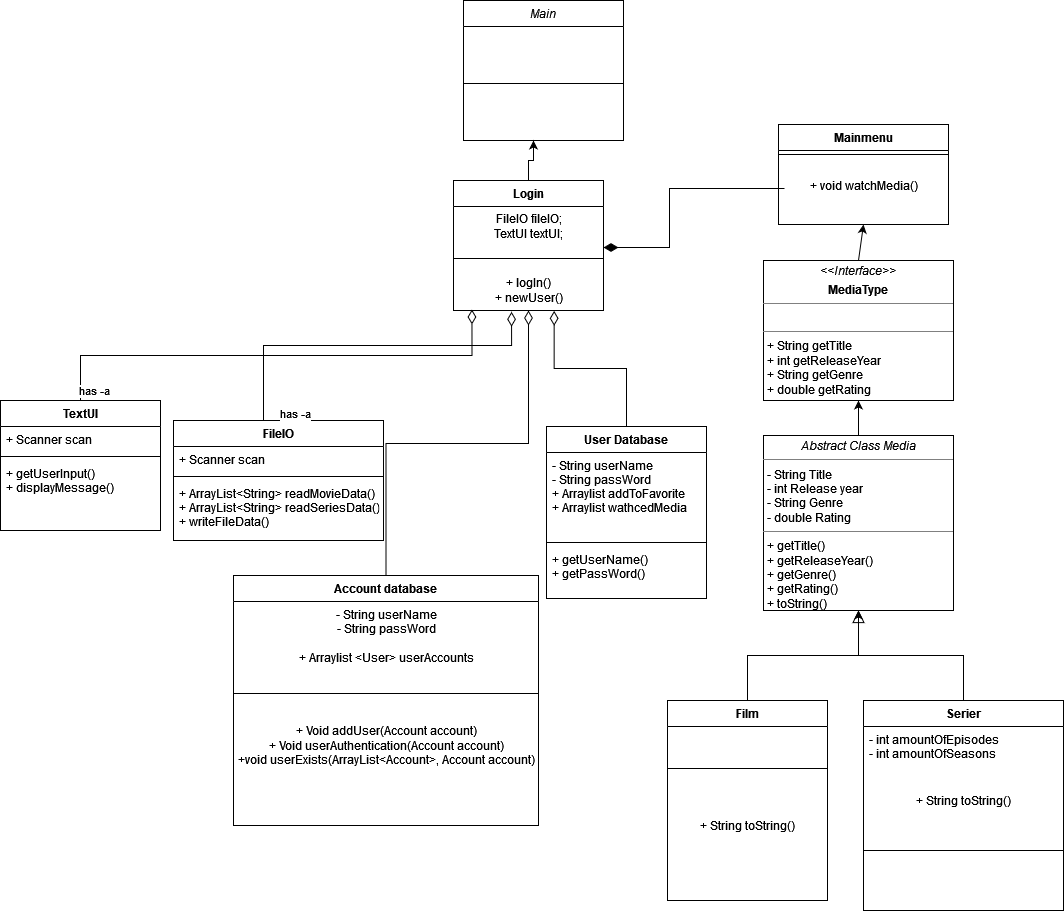 Main
Login
FileIO fileIO;
TextUI textUI;
+ logIn()
+ newUser()
Mainmenu
+ void watchMedia()
<<Interface>>
MediaType
+ String getTitle
+ int getReleaseYear
+ String getGenre
+ double getRating
has -a
TextUI
+ Scanner scan
+ getUserInput()
+ displayMessage()
has -a
FileIO
+ Scanner scan
+ ArrayList<String> readMovieData()
+ ArrayList<String> readSeriesData()
+ writeFileData()
User Database
- String userName
- String passWord
+ Arraylist addToFavorite
+ Arraylist wathcedMedia
+ getUserName()
+ getPassWord()
Abstract Class Media
- String Title
- int Release year
- String Genre
- double Rating
+ getTitle()
+ getReleaseYear()
+ getGenre()
+ getRating()
+ toString()
Account database
- String userName
- String passWord
+ Arraylist <User> userAccounts
+ Void addUser(Account account)
+ Void userAuthentication(Account account)
+void userExists(ArrayList<Account>, Account account)
Film
+ String toString()
Serier
- int amountOfEpisodes
- int amountOfSeasons
+ String toString()